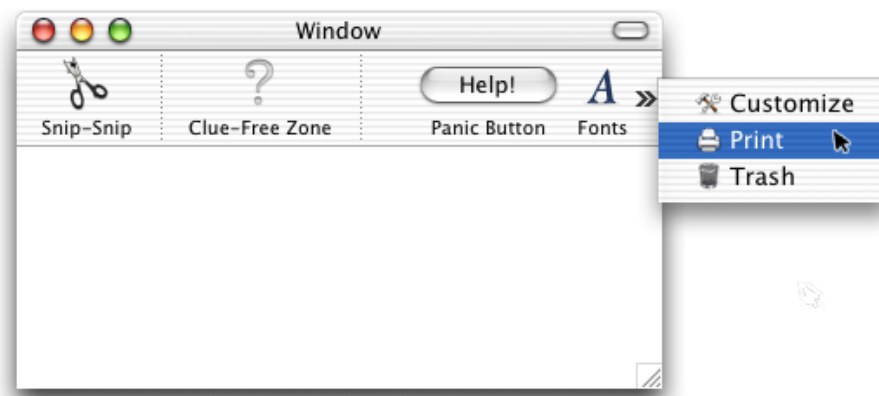 Window
Help!
Snip-Snip
Clue-Free Zone
Panic Button
Fonts
Customize
Print
Trash